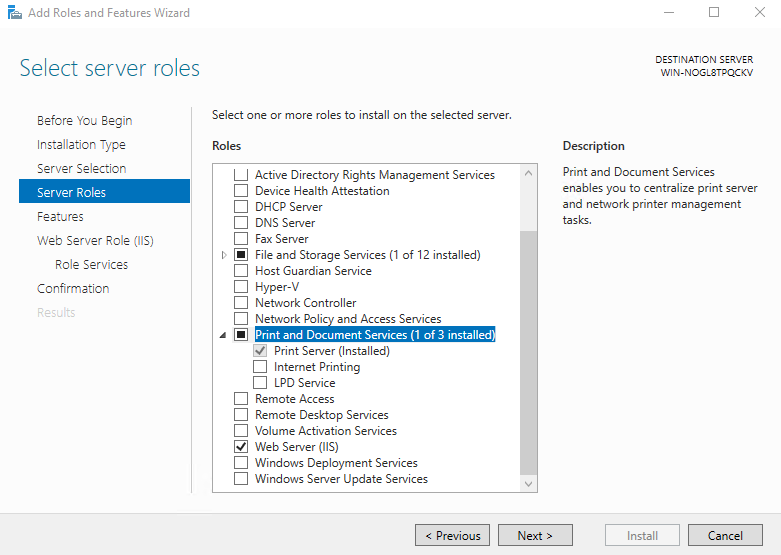 Add Roles and Features Wizard
Select server roles
DESTINATION SERVER
WIN-NOGL8TPQCKV
Before You Begin
Installation Type
Server Selection
Server Roles
Features
Web Server Role (IIS)
Role Services
Confirmation
Results
Select one or more roles to install on the selected server.
Roles
Active Directory Rights Management Services
Device Health Attestation
DHCP Server
DNS Server
Fax Server
File and Storage Services (1 of 12 installed)
Host Guardian Service
Hyper-V
Network Controller
Network Policy and Access Services
Print and Document Services (1 of 3 installed)
Print Server (Installed)
Internet Printing
LPD Service
Remote Access
Remote Desktop Services
Volume Activation Services
Web Server (IIS)
Windows Deployment Services
Windows Server Update Services
Description
Print and Document Services
enables you to centralize print server
and network printer management
tasks.
< Previous
Next >
Install
Cancel